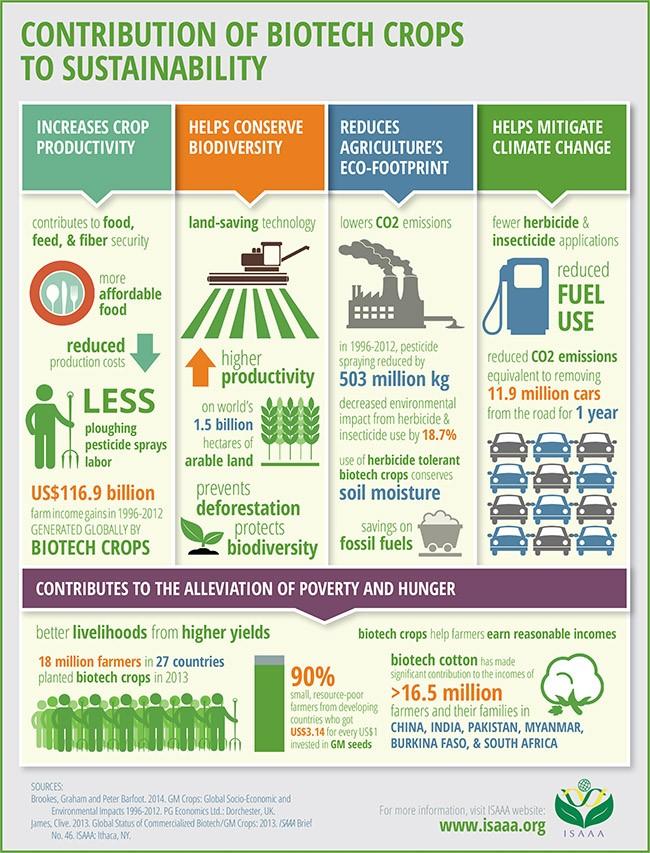 CONTRIBUTION OF BIOTECH CROPS
TO SUSTAINABILITY
INCREASES CROP
PRODUCTIVITY
contributes to food,
feed, & fiber security
more
affordable
food
reduced
production costs
LESS
ploughing
pesticide sprays
labor
US$116.9 billion
farm income gains in 1996-2012
GENERATED GLOBALLY BY
BIOTECH CROPS
HELPS CONSERVE
BIODIVERSITY
land-saving technology
higher
productivity
on world's
1.5 billion
hectares of
arable land
prevents
deforestation
protects
biodiversity
REDUCES
AGRICULTURE'S
ECO-FOOTPRINT
lowers CO2 emissions
in 1996-2012, pesticide
spraying reduced by
503 million kg
decreased environmental
impact from herbicide &
insecticide use by 18.7%
use of herbicide tolerant
biotech crops conserves
soil moisture
savings on
fossil fuels
HELPS MITIGATE
CLIMATE CHANGE
fewer herbicide &
insecticide applications
reduced
FUEL
USE
reduced CO2 emissions
equivalent to removing
11.9 million cars
from the road for 1 year
CONTRIBUTES TO THE ALLEVIATION OF POVERTY AND HUNGER
better livelihoods from higher yields
18 million farmers in 27 countries
planted biotech crops in 2013
90%
small, resource-poor
farmers from developing
countries who got
US$3.14 for every US$1
invested in GM seeds
biotech crops help farmers earn reasonable incomes
biotech cotton has made
significant contribution to the incomes of
>16.5 million
farmers and their families in
CHINA, INDIA, PAKISTAN, MYANMAR,
BURKINA FASO, & SOUTH AFRICA
SOURCES:
Brookes, Graham and Peter Barfoot. 2014. GM Crops: Global Socio-Economic and
Environmental Impacts 1996-2012. PG Economics Ltd.: Dorchester, UK.
James, Clive. 2013. Global Status of Commercialized Biotech/GM Crops: 2013. ISAAA Brief
No. 46. ISAAA: Ithaca, NY.
For more information, visit ISAAA website:
www.isaaa.org
ISAAA